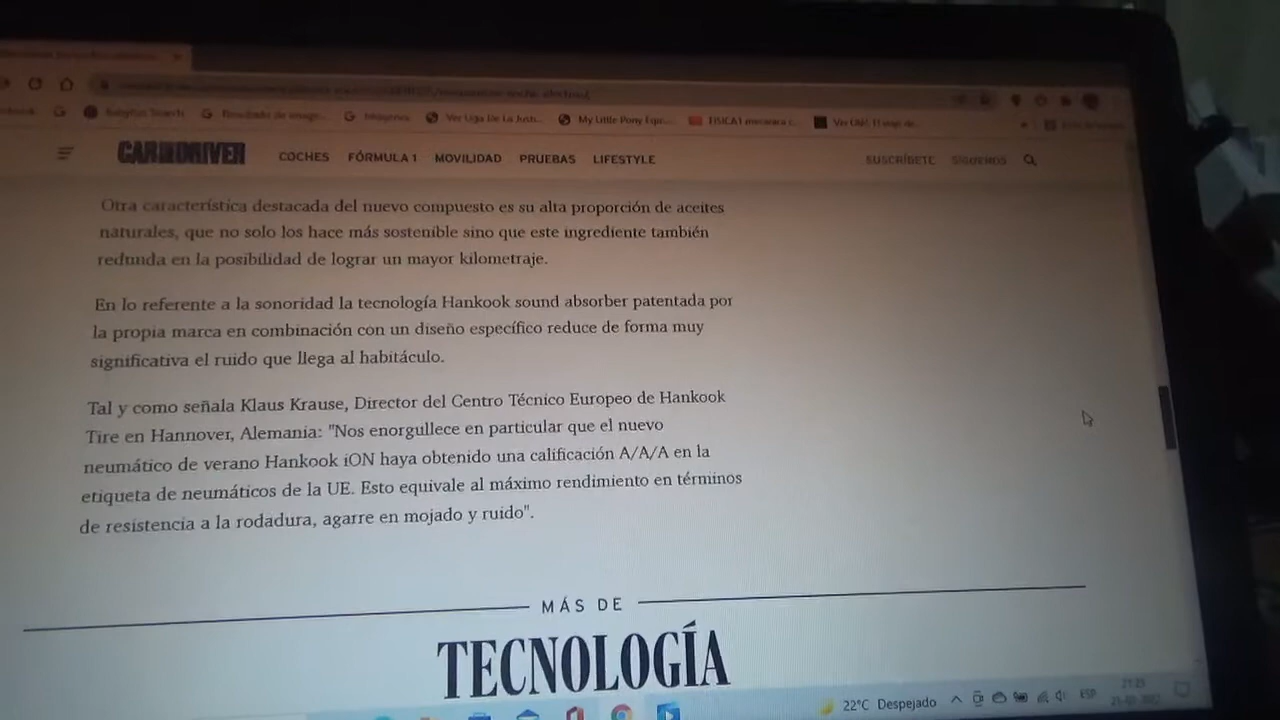 My Little Pony Equ...
CAR AND DRIVER
COCHES FÓRMULA 1 MOVILIDAD PRUEBAS LIFESTYLE
SUSCRÍBETE SÍGUENOS
Otra característica destacada del nuevo compuesto es su alta proporción de aceites
naturales, que no solo los hace más sostenible sino que este ingrediente también
redunda en la posibilidad de lograr un mayor kilometraje.
En lo referente a la sonoridad la tecnología Hankook sound absorber patentada por
la propia marca en combinación con un diseño específico reduce de forma muy
significativa el ruido que llega al habitáculo.
Tal y como señala Klaus Krause, Director del Centro Técnico Europeo de Hankook
Tire en Hannover, Alemania: "Nos enorgullece en particular que el nuevo
neumático de verano Hankook iON haya obtenido una calificación A/A/A en la
etiqueta de neumáticos de la UE. Esto equivale al máximo rendimiento en términos
de resistencia a la rodadura, agarre en mojado y ruido".
MÁS DE
TECNOLOGÍA
22°C Despejado
ESP